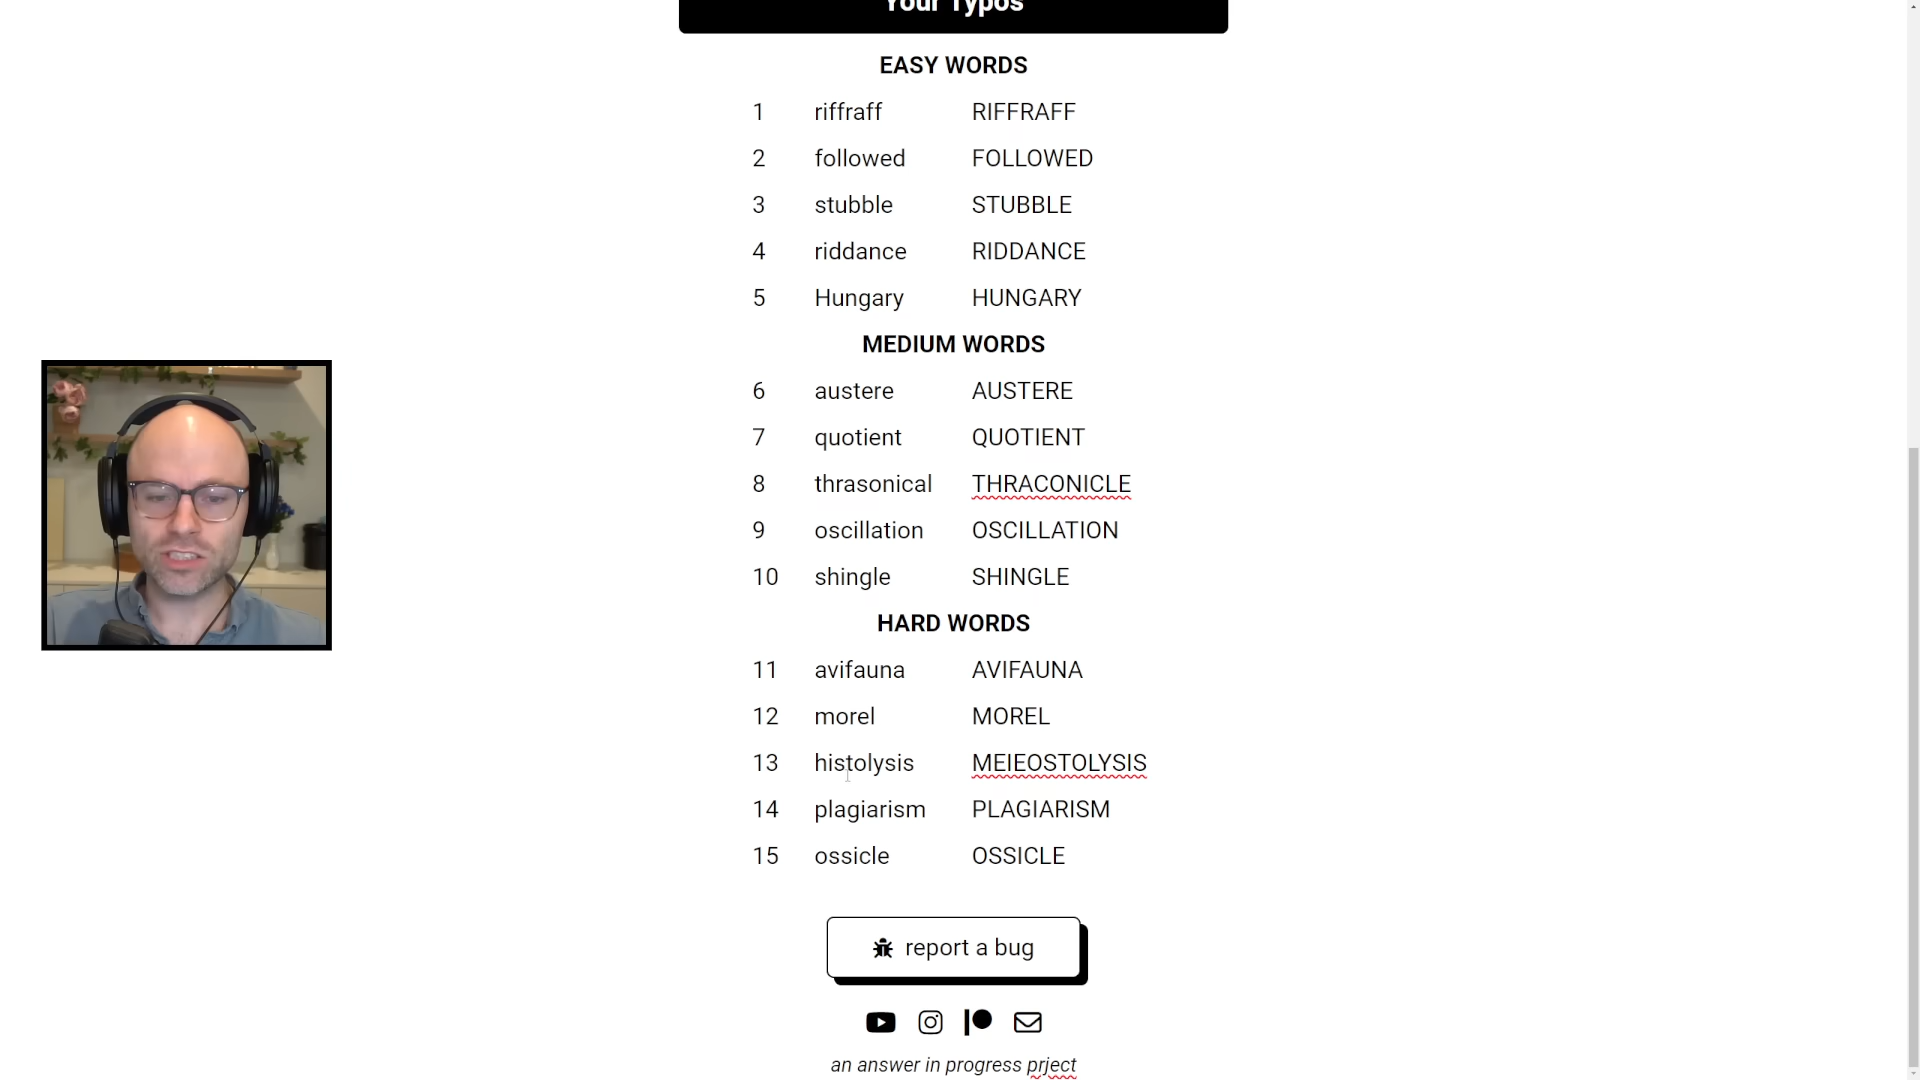 Your Typos
EASY WORDS
1 riffraff RIFFRAFF
2 followed FOLLOWED
3 stubble STUBBLE
4 riddance RIDDANCE
5 Hungary HUNGARY
MEDIUM WORDS
6 austere AUSTERE
7 quotient QUOTIENT
8 thrasonical THRACONICLE
9 oscillation OSCILLATION
10 shingle SHINGLE
HARD WORDS
11 avifauna AVIFAUNA
12 morel MOREL
13 histolysis MEIEOSTOLYSIS
14 plagiarism PLAGIARISM
15 ossicle OSSICLE
report a bug
an answer in progress prject